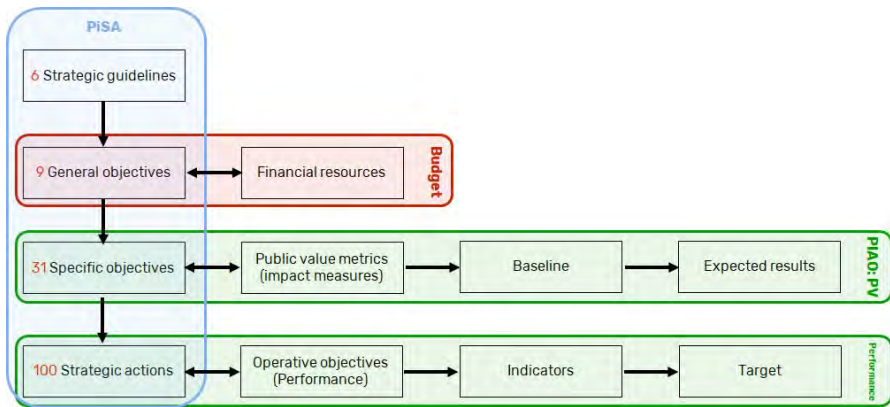 PiSA
6 Strategic guidelines
9 General objectives
Financial resources
Budget
31 Specific objectives
Public value metrics
(impact measures)
Baseline
Expected results
PIAO: PV
100 Strategic actions
Operative objectives
(Performance)
Indicators
Target
Performance